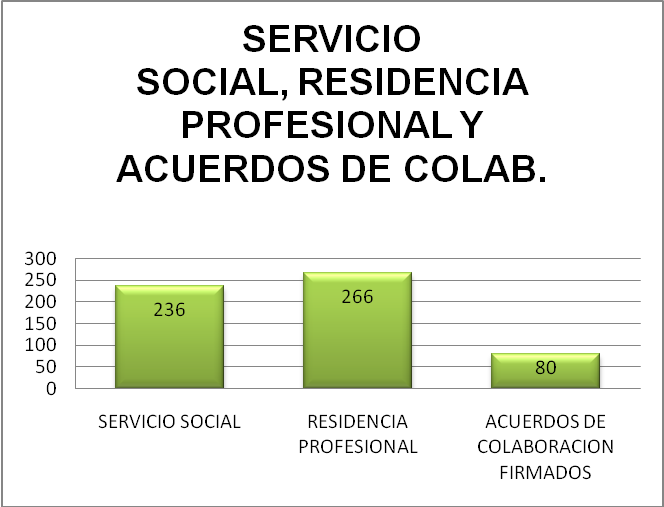 SERVICIO
SOCIAL, RESIDENCIA
PROFESIONAL Y
ACUERDOS DE COLAB.
300
250
200
150
100
50
0
236
266
80
SERVICIO SOCIAL
RESIDENCIA
PROFESIONAL
ACUERDOS DE
COLABORACION
FIRMADOS